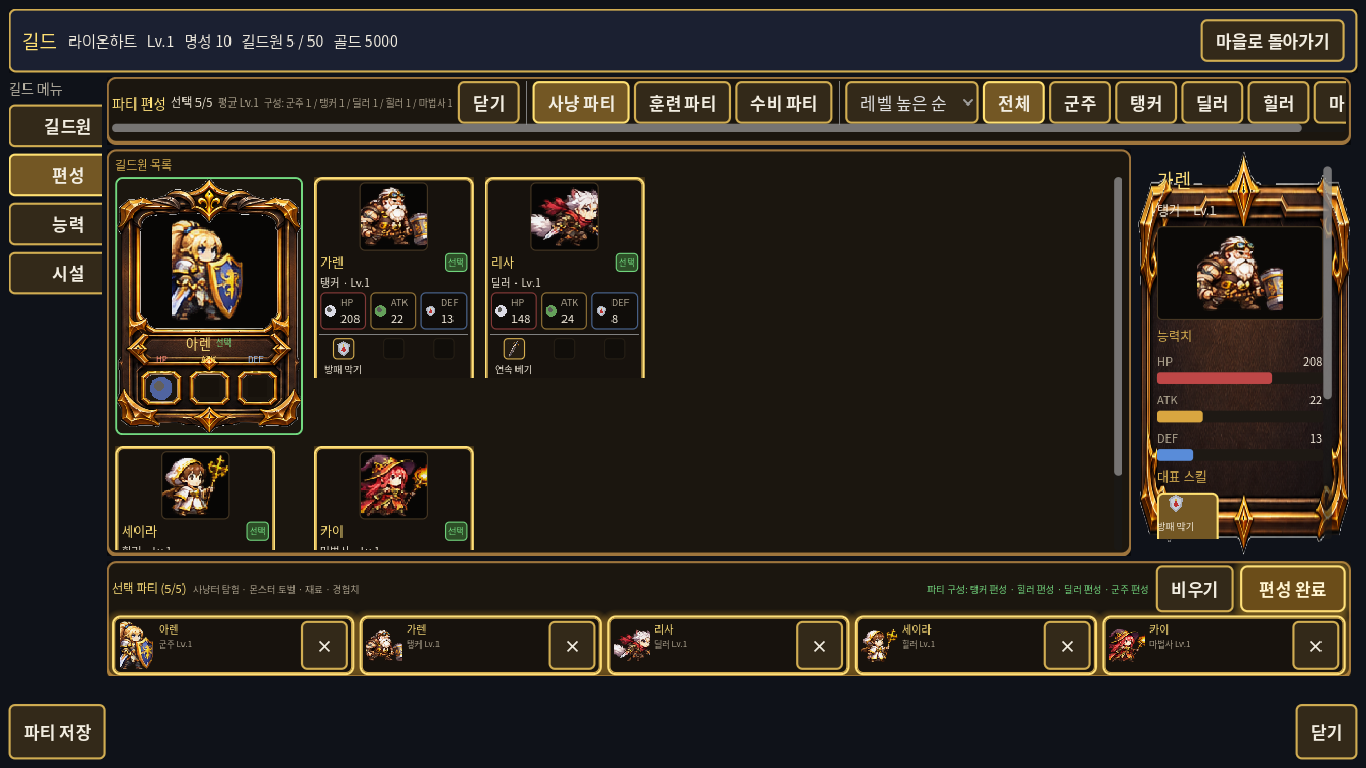 길드 라이온하트 Lv.1 명성 10 길드원 5 / 50 골드 5000
마을로 돌아가기
길드 메뉴
길드원
편성
능력
시설
파티 편성 선택 5/5 평균 Lv.1 구성: 군주 1 / 탱커 1 / 딜러 1 / 힐러 1 / 마법사 1
닫기
사냥 파티
훈련 파티
수비 파티
레벨 높은 순
전체
군주
탱커
딜러
힐러
마
길드원 목록
아렌 선택
HP ATK DEF
가렌 선택
탱커 · Lv.1
HP 208
ATK 22
DEF 13
방패 막기
리사 선택
딜러 · Lv.1
HP 148
ATK 24
DEF 8
연속 베기
세이라 선택
카이 선택
가렌
탱커 · Lv.1
능력치
HP 208
ATK 22
DEF 13
대표 스킬
방패 막기
선택 파티 (5/5) 사냥터 탐험 · 몬스터 토벌 · 재료 · 경험치
파티 구성: 탱커 편성 · 힐러 편성 · 딜러 편성 · 군주 편성
비우기
편성 완료
아렌
군주 Lv.1
×
가렌
탱커 Lv.1
×
리사
딜러 Lv.1
×
세이라
힐러 Lv.1
×
카이
마법사 Lv.1
×
파티 저장
닫기